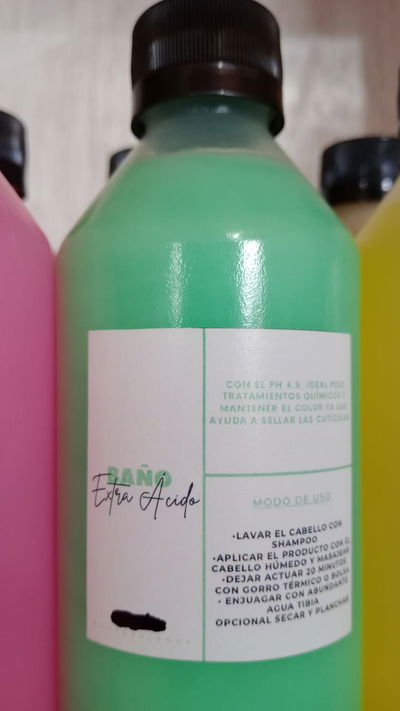 BAÑO
Extra Ácido
PROFESSIONAL
CON EL PH 4.5, IDEAL POST
TRATAMIENTOS QUÍMICOS Y
MANTENER EL COLOR YA QUE
AYUDA A SELLAR LAS CUTICULAS
MODO DE USO
•LAVAR EL CABELLO CON
SHAMPOO
•APLICAR EL PRODUCTO CON EL
CABELLO HÚMEDO Y MASAJEAR
•DEJAR ACTUAR 20 MINUTOS
CON GORRO TÉRMICO O BOLSA
• ENJUAGAR CON ABUNDANTE
AGUA TIBIA
OPCIONAL SECAR Y PLANCHAR